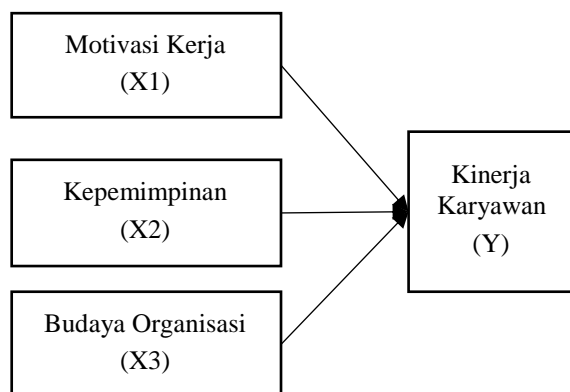 Motivasi Kerja
(X1)
Kepemimpinan
(X2)
Budaya Organisasi
(X3)
Kinerja
Karyawan
(Y)